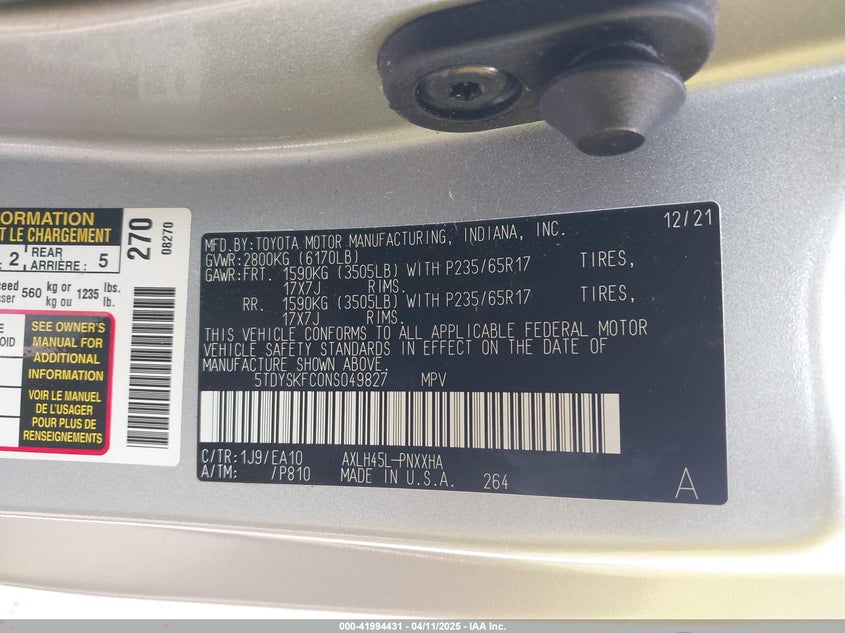 ORMATION
T LE CHARGEMENT
2 REAR ARRIÈRE: 5
560 kg or kg ou 1235 lbs. lb.
SEE OWNER'S
MANUAL FOR
ADDITIONAL
INFORMATION
VOIR LE MANUEL
DE L'USAGER
POUR PLUS DE
RENSEIGNEMENTS
270
08270
12/21
MFD.BY:TOYOTA MOTOR MANUFACTURING, INDIANA, INC.
GVWR:2800KG (6170LB)
GAWR:FRT. 1590KG (3505LB) WITH P235/65R17 TIRES,
17X7J RIMS.
RR. 1590KG (3505LB) WITH P235/65R17 TIRES,
17X7J RIMS.
THIS VEHICLE CONFORMS TO ALL APPLICABLE FEDERAL MOTOR
VEHICLE SAFETY STANDARDS IN EFFECT ON THE DATE OF
MANUFACTURE SHOWN ABOVE.
5TDYSKFC0NS049827 MPV
C/TR:1J9/EA10 AXLH45L-PNXXHA
A/TM: /P810 MADE IN U.S.A. 264
A
000-41994431 - 04/11/2025 - IAA Inc.